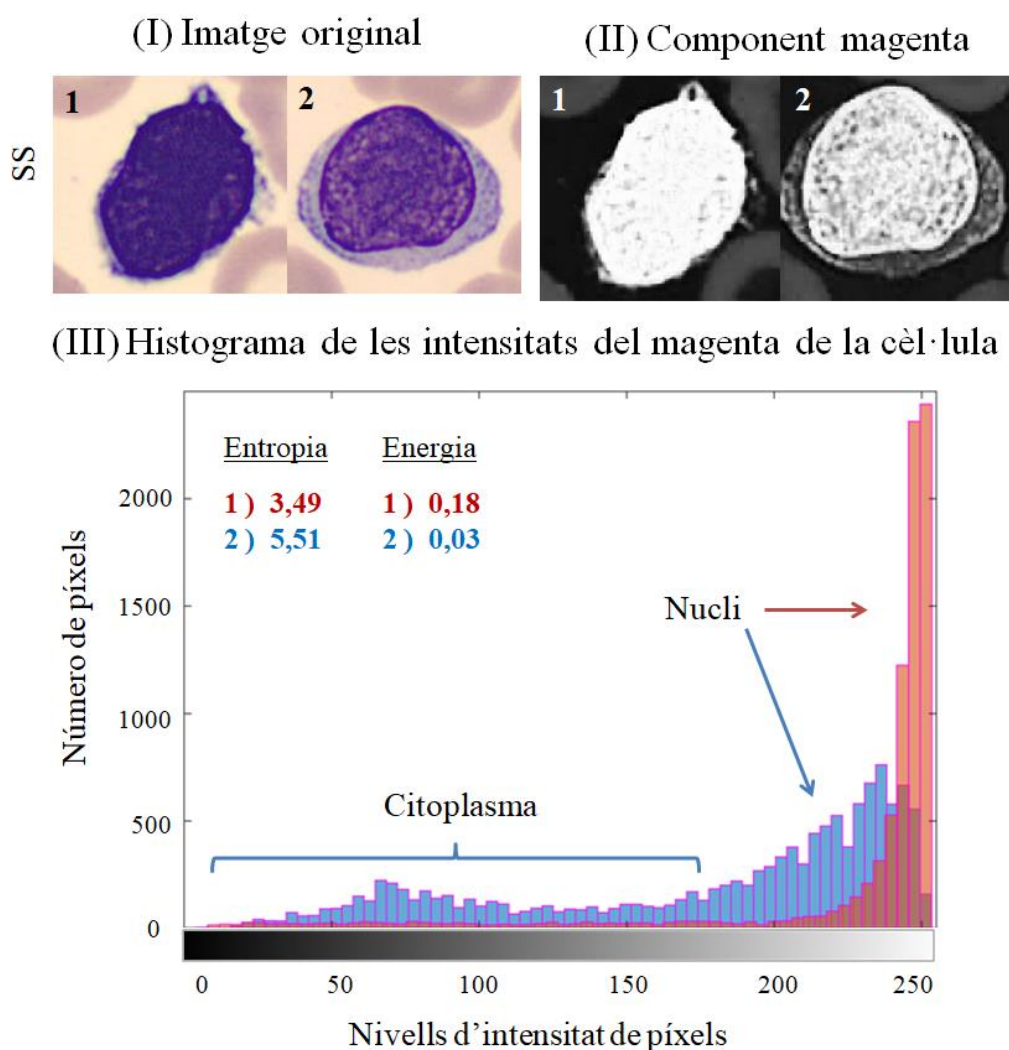 (I) Imatge original
(II) Component magenta
SS
1
2
1
2
(III) Histograma de les intensitats del magenta de la cèl·lula
Entropia
Energia
1 ) 3,49
1 ) 0,18
2 ) 5,51
2 ) 0,03
Número de píxels
2000
1500
1000
500
0
Nucli
Citoplasma
0
50
100
150
200
250
Nivells d'intensitat de píxels